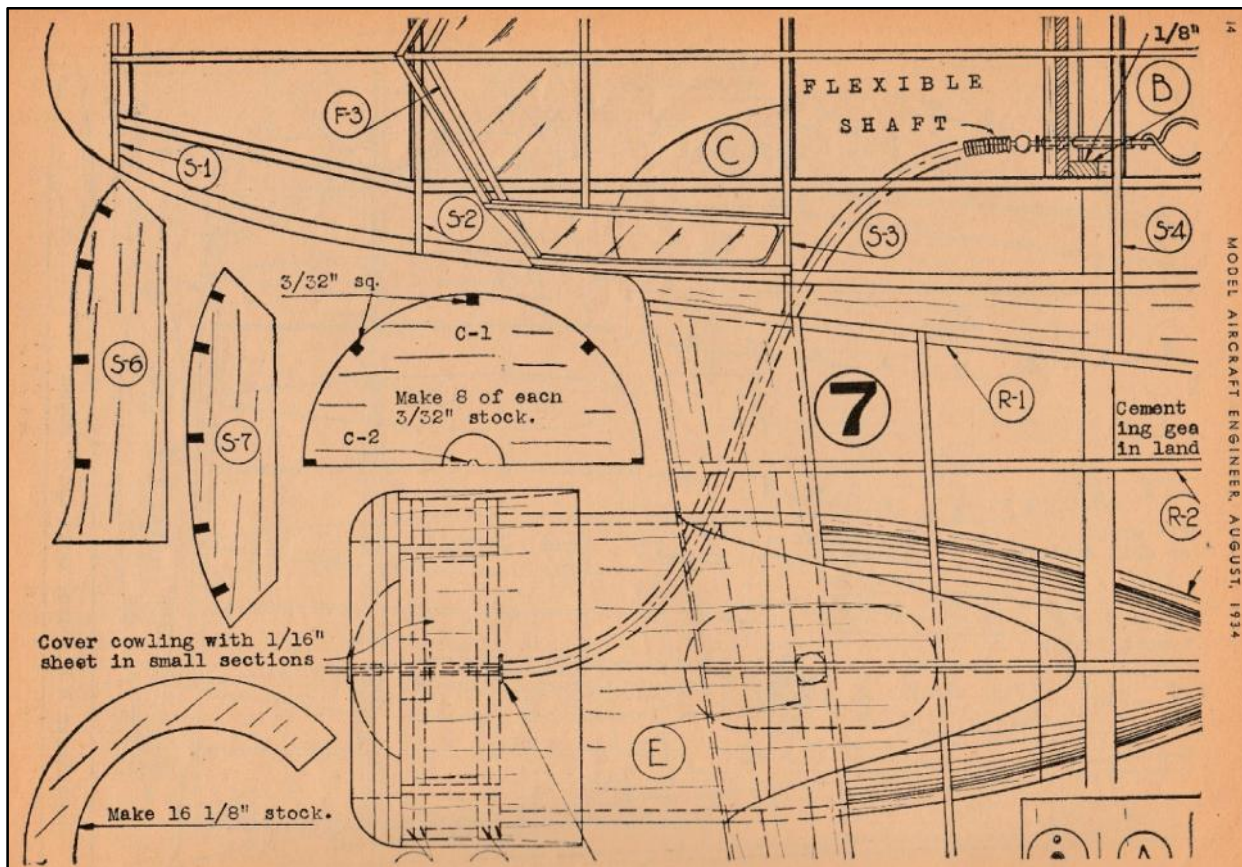 14
MODEL AIRCRAFT ENGINEER, AUGUST, 1934
1/8"
B
FLEXIBLE
SHAFT
F-3
C
S-1
S-2
S-3
S-4
3/32" sq.
C-1
S-6
Make 8 of each
3/32" stock.
7
R-1
S-7
C-2
Cement
ing gea
in land
R-2
Cover cowling with 1/16"
sheet in small sections
E
Make 16 1/8" stock.
A